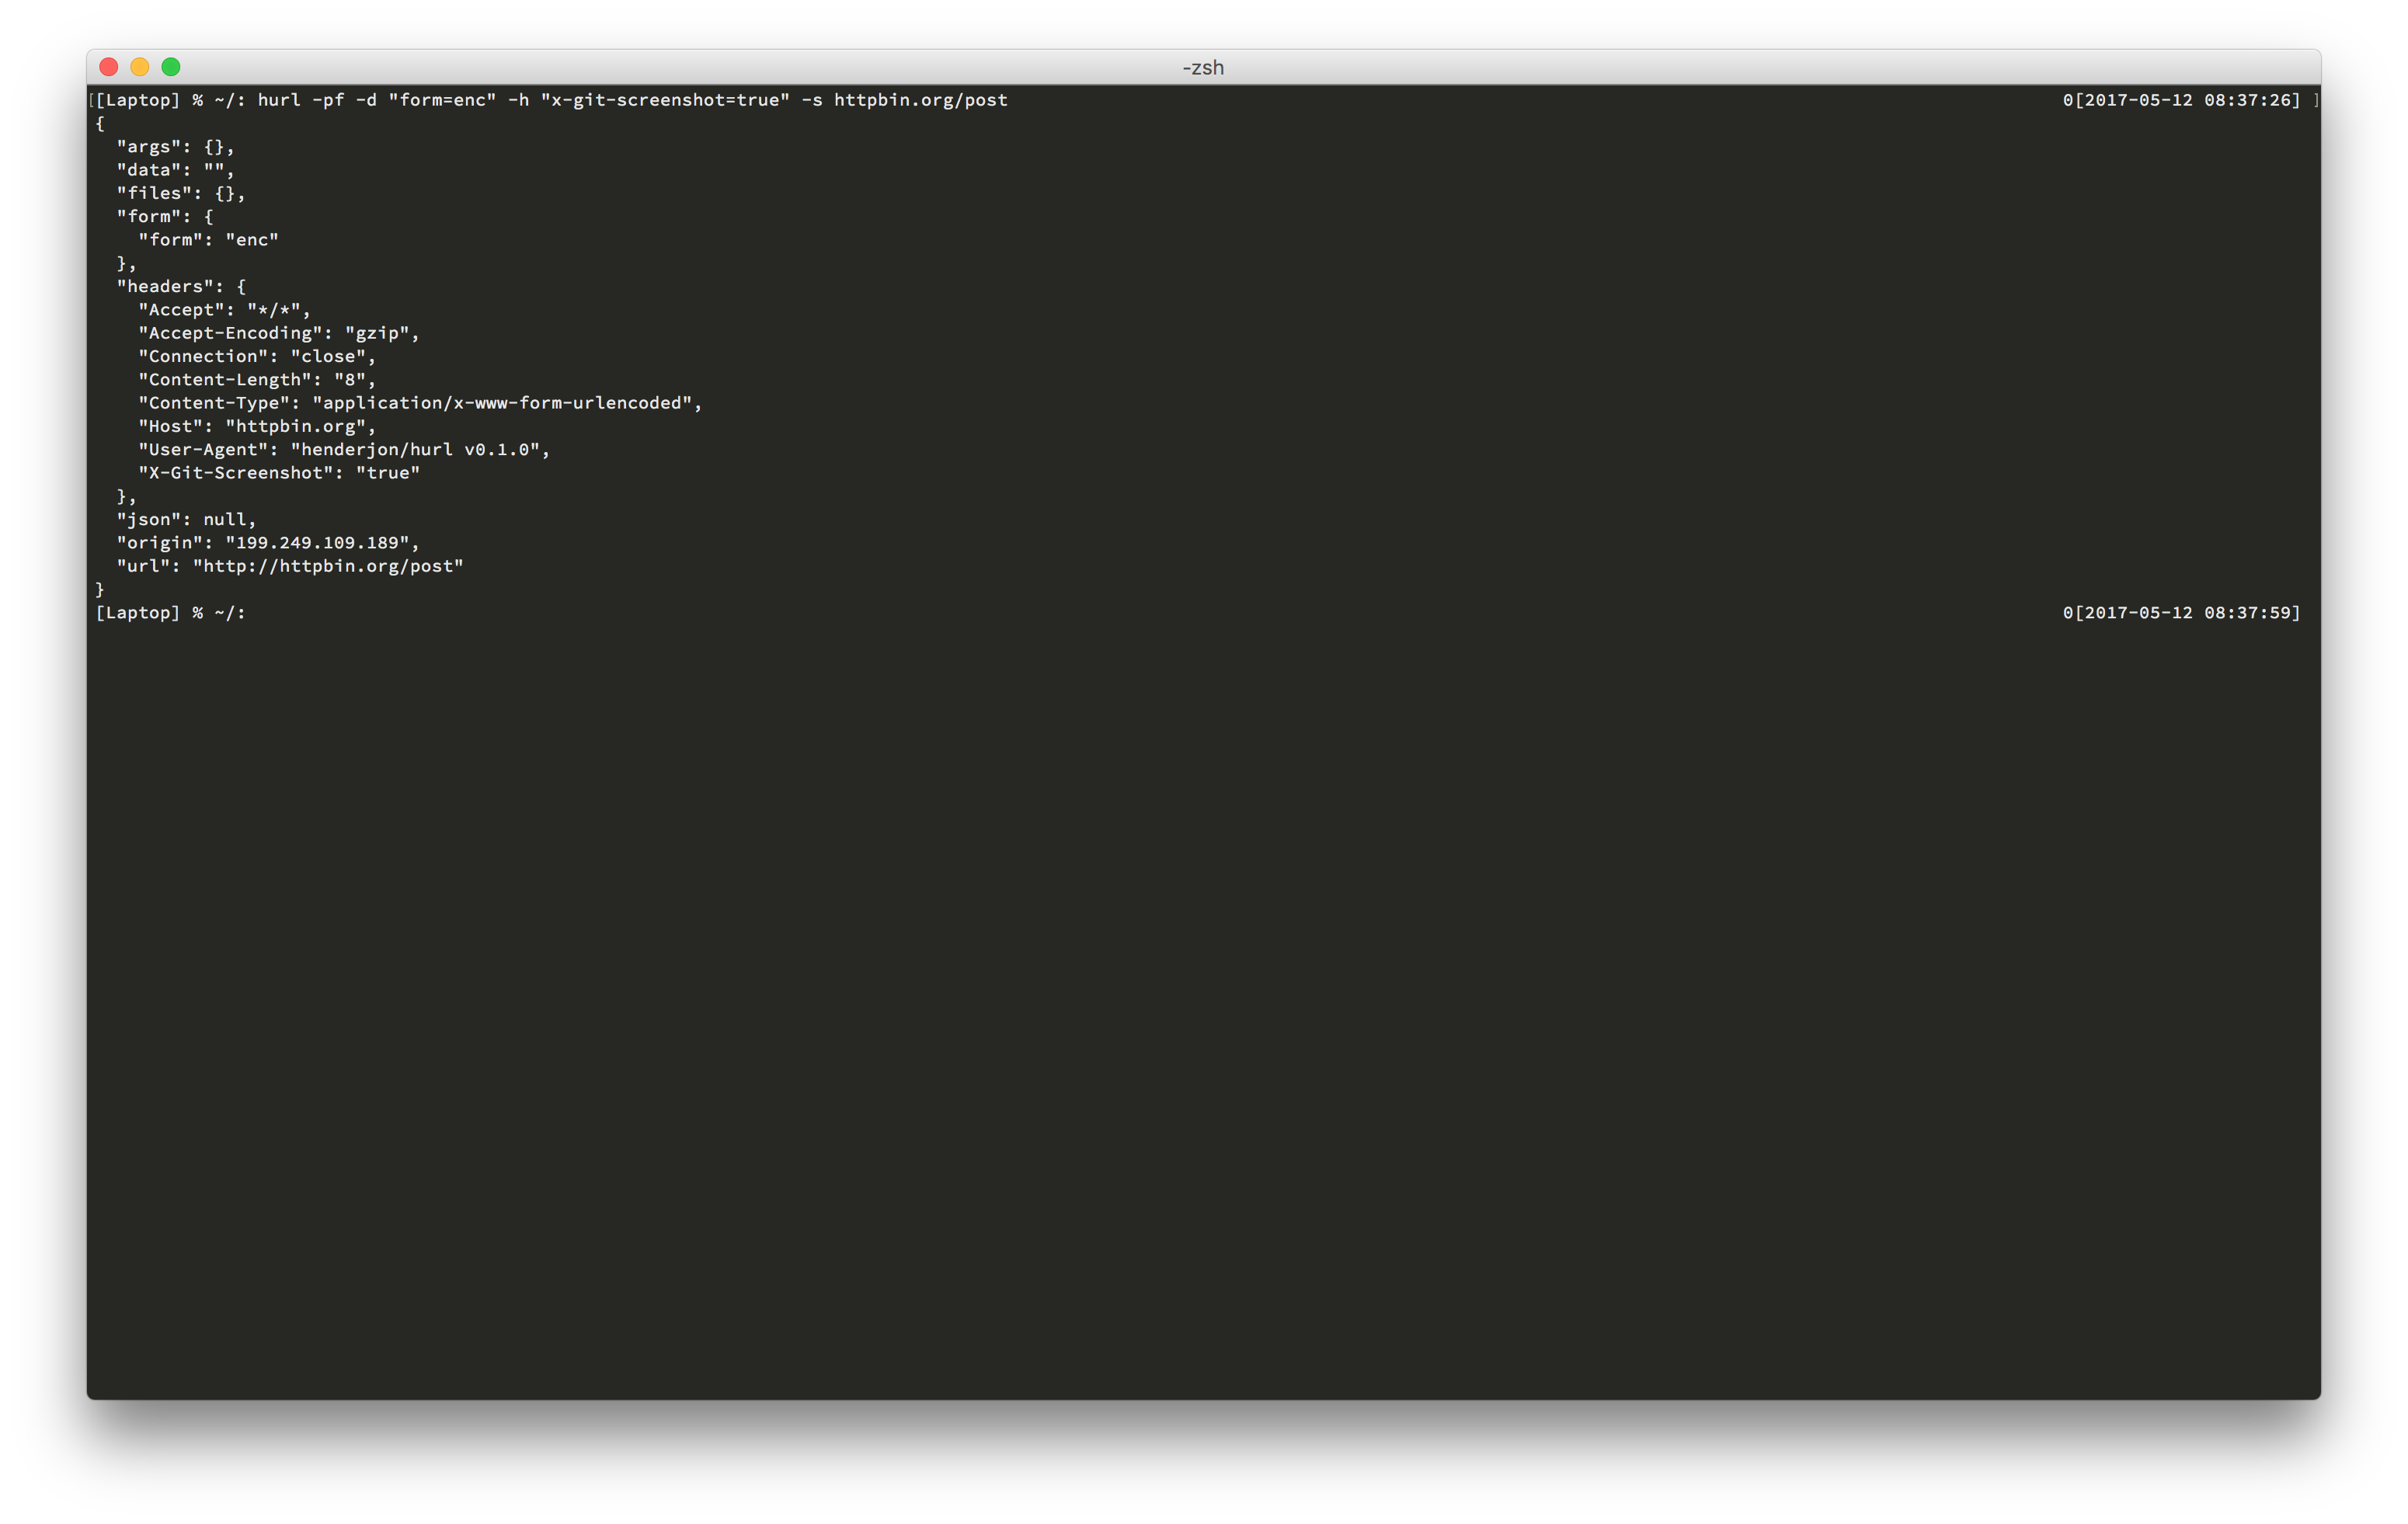 -zsh
[[Laptop] % ~/: hurl -pf -d "form=enc" -h "x-git-screenshot=true" -s httpbin.org/post 0[2017-05-12 08:37:26] ]
{
  "args": {},
  "data": "",
  "files": {},
  "form": {
    "form": "enc"
  },
  "headers": {
    "Accept": "*/*",
    "Accept-Encoding": "gzip",
    "Connection": "close",
    "Content-Length": "8",
    "Content-Type": "application/x-www-form-urlencoded",
    "Host": "httpbin.org",
    "User-Agent": "henderjon/hurl v0.1.0",
    "X-Git-Screenshot": "true"
  },
  "json": null,
  "origin": "199.249.109.189",
  "url": "http://httpbin.org/post"
}
[Laptop] % ~/: 0[2017-05-12 08:37:59]